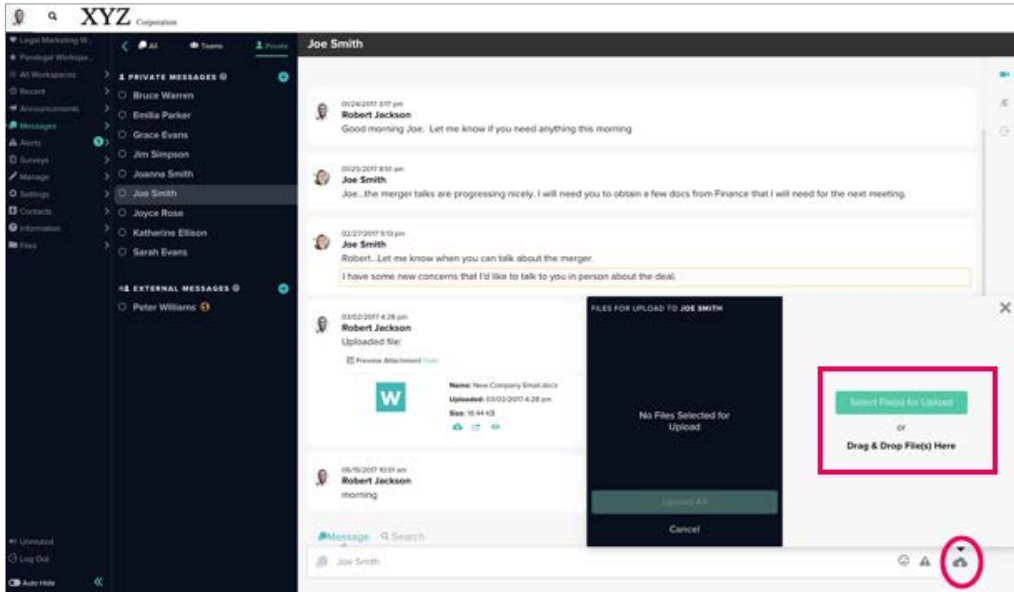 XYZ Corporation
Legal Marketing W...
Paralegal Workspa...
All Workspaces
Recent
Announcements
Messages
Alerts
Surveys
Manage
Settings
Contacts
Information
Files
Unmuted
Log Out
Auto Hide
All Teams Private
PRIVATE MESSAGES
Bruce Warren
Emilia Parker
Grace Evans
Jim Simpson
Joanna Smith
Joe Smith
Joyce Rose
Katherine Ellison
Sarah Evans
EXTERNAL MESSAGES
Peter Williams
Joe Smith
01/24/2017 3:17 pm
Robert Jackson
Good morning Joe. Let me know if you need anything this morning
01/25/2017 8:51 am
Joe Smith
Joe...the merger talks are progressing nicely. I will need you to obtain a few docs from Finance that I will need for the next meeting.
02/27/2017 5:13 pm
Joe Smith
Robert...Let me know when you can talk about the merger.
I have some new concerns that I'd like to talk to you in person about the deal.
03/02/2017 4:28 pm
Robert Jackson
Uploaded file:
Preview Attachment Hide
W
Name: New Company Email.docx
Uploaded: 03/02/2017 4:28 pm
Size: 16.44 KB
06/15/2017 10:01 am
Robert Jackson
morning
Message Search
Joe Smith
FILES FOR UPLOAD TO JOE SMITH
No Files Selected for
Upload
Upload All
Cancel
Select File(s) for Upload
or
Drag & Drop File(s) Here